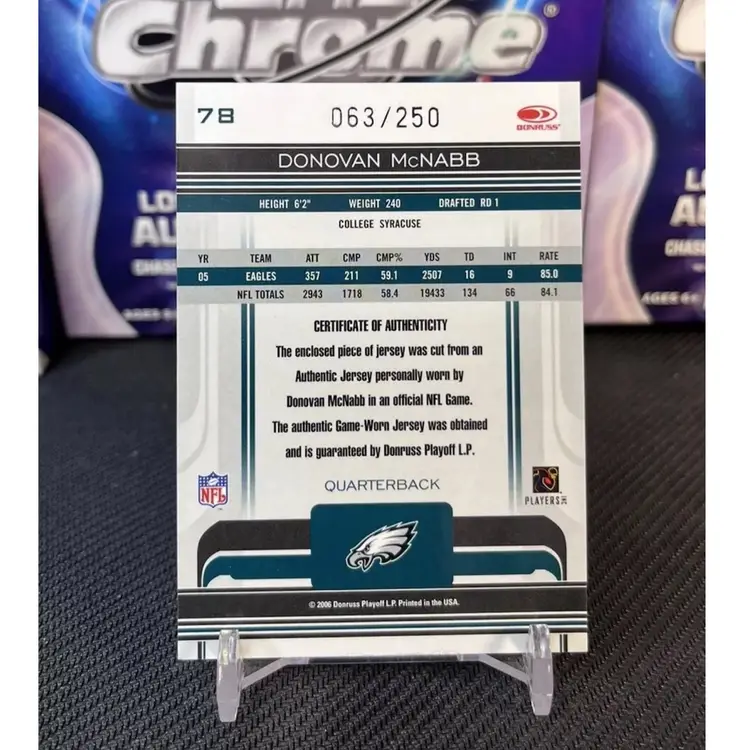 Chrome®
78 063/250 DONRUSS®
DONOVAN McNABB
HEIGHT 6'2" WEIGHT 240 DRAFTED RD 1
COLLEGE SYRACUSE
YR TEAM ATT CMP CMP% YDS TD INT RATE
05 EAGLES 357 211 59.1 2507 16 9 85.0
NFL TOTALS 2943 1718 58.4 19433 134 66 84.1
CERTIFICATE OF AUTHENTICITY
The enclosed piece of jersey was cut from an
Authentic Jersey personally worn by
Donovan McNabb in an official NFL Game.
The authentic Game-Worn Jersey was obtained
and is guaranteed by Donruss Playoff L.P.
QUARTERBACK
NFL
PLAYERS INC
© 2006 Donruss Playoff L.P. Printed in the USA.